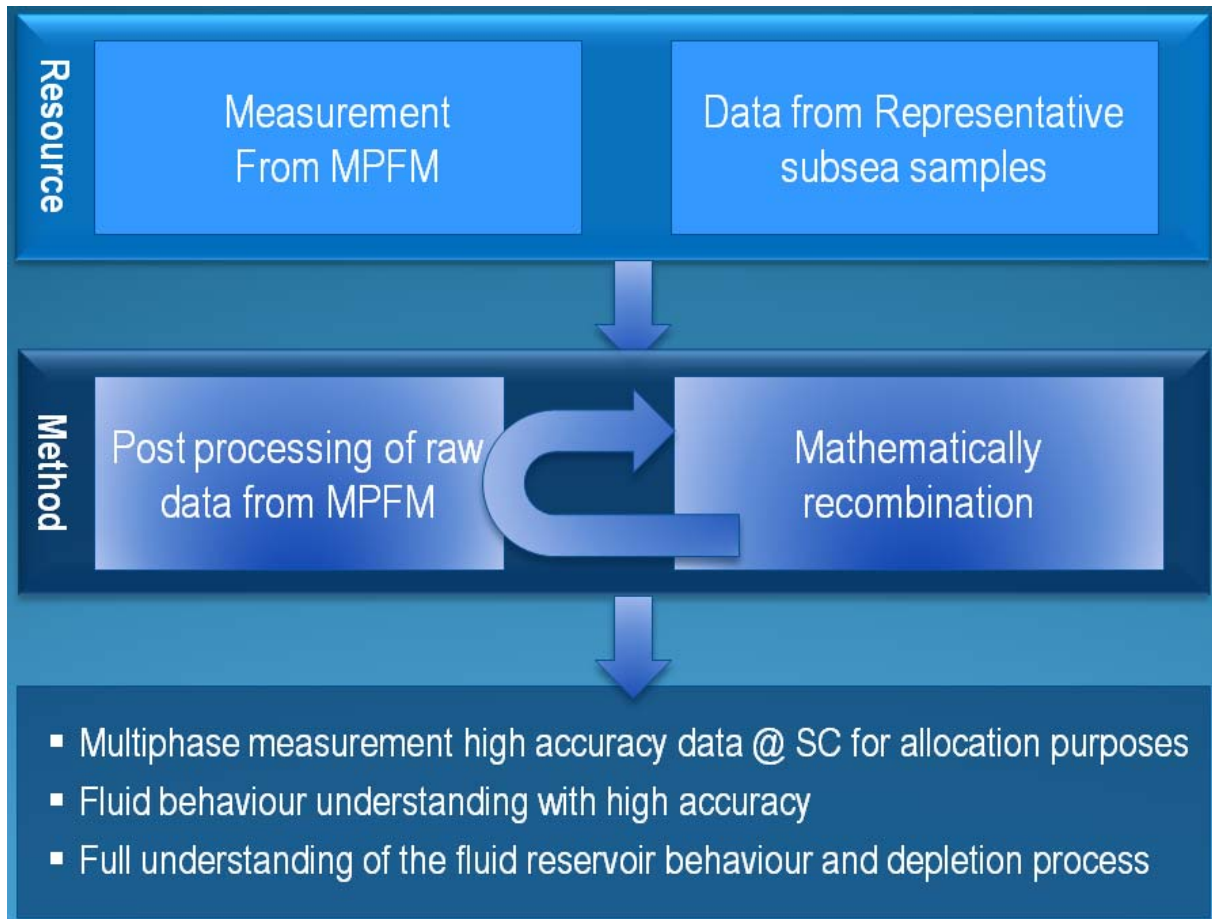 Resource
Measurement
From MPFM
Data from Representative
subsea samples
Method
Post processing of raw
data from MPFM
Mathematically
recombination
▪ Multiphase measurement high accuracy data @ SC for allocation purposes
▪ Fluid behaviour understanding with high accuracy
▪ Full understanding of the fluid reservoir behaviour and depletion process